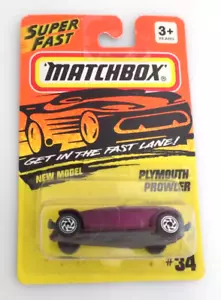 SUPER
FAST
3+
MATCHBOX
GET IN THE FAST LANE!
NEW MODEL
PLYMOUTH
PROWLER
#34